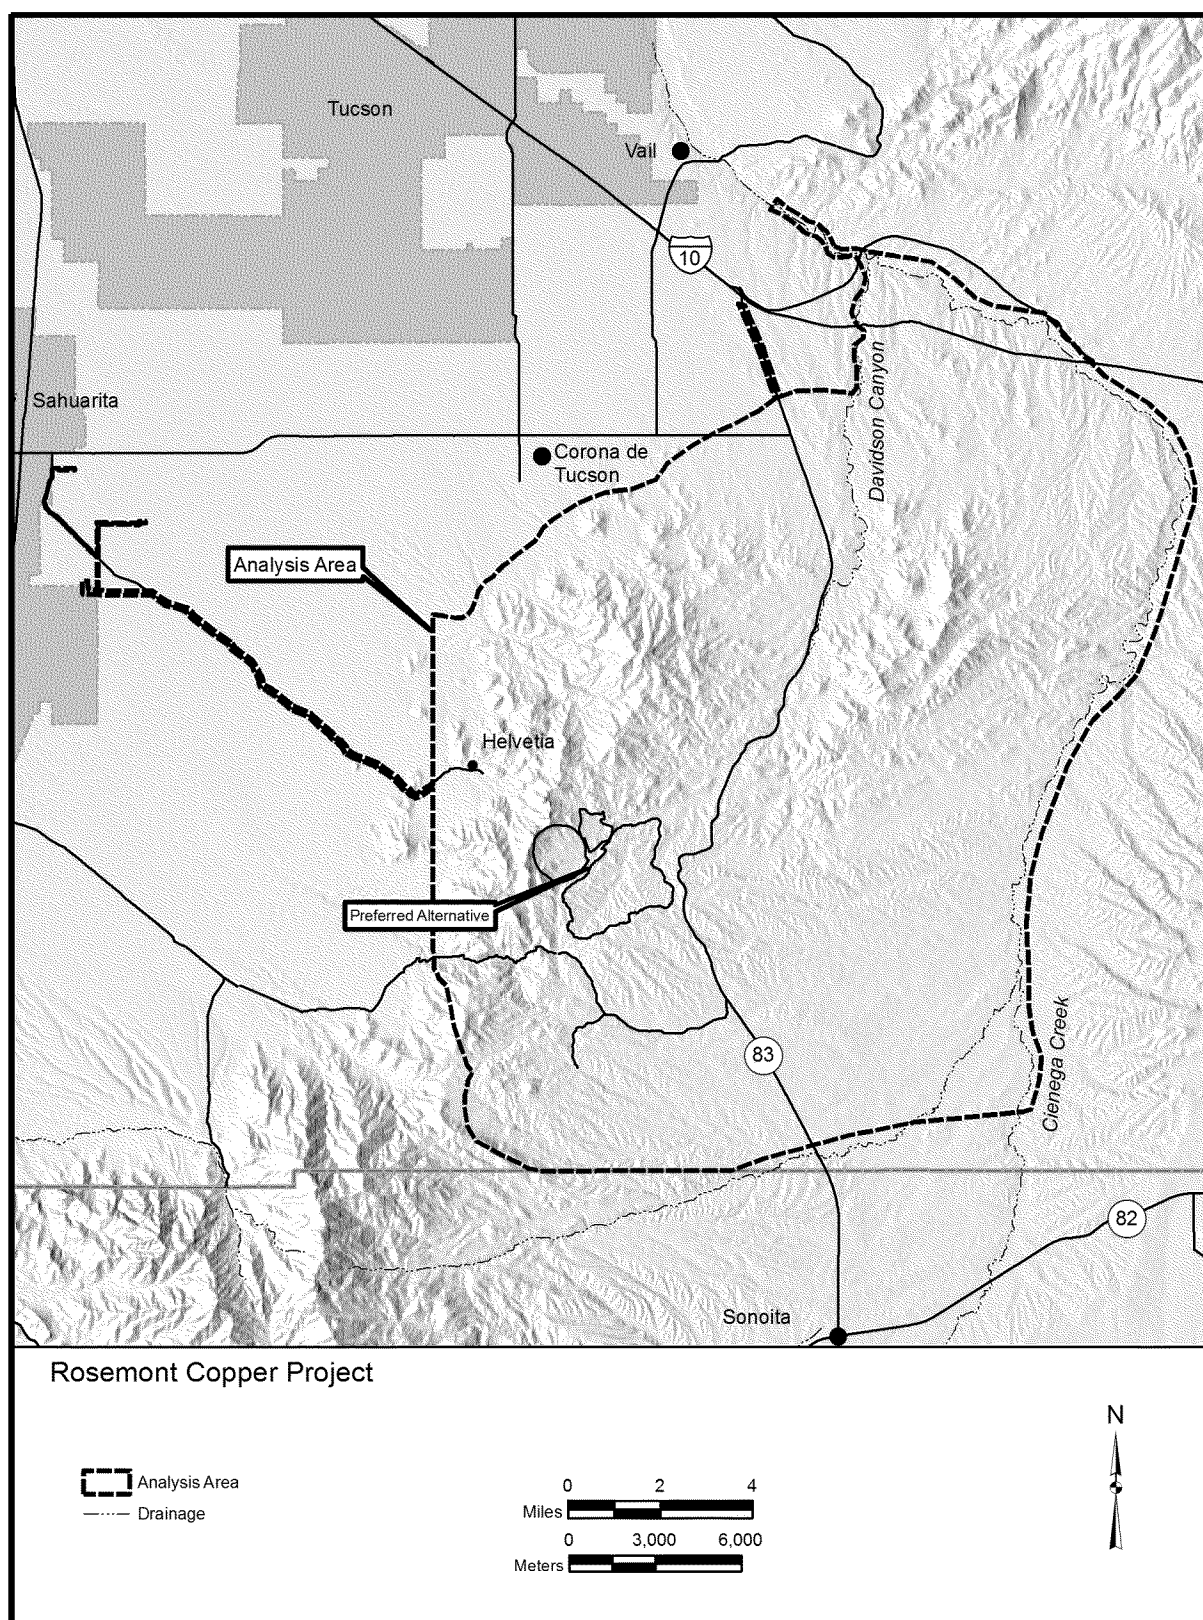 Tucson
Vail
10
Sahuarita
Davidson Canyon
Corona de
Tucson
Analysis Area
Helvetia
Preferred Alternative
Cienega Creek
83
82
Sonoita
Rosemont Copper Project
N
Analysis Area
Drainage
0 2 4
Miles
0 3,000 6,000
Meters